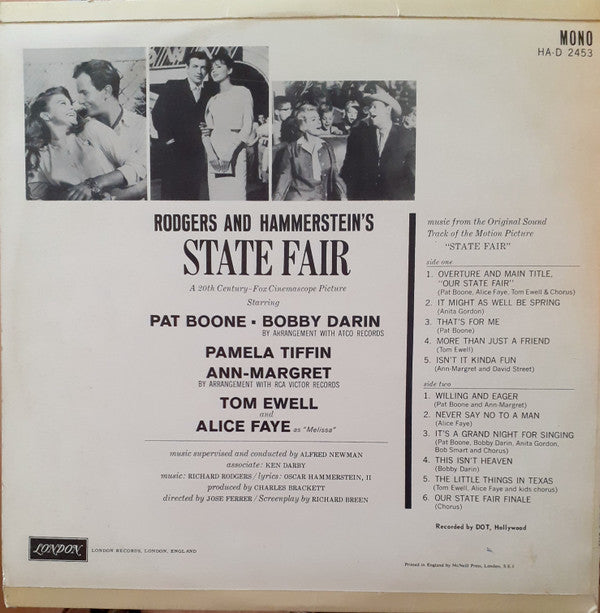 MONO
HA-D 2453
RODGERS AND HAMMERSTEIN'S
STATE FAIR
A 20th Century-Fox Cinemascope Picture
Starring
PAT BOONE · BOBBY DARIN
BY ARRANGEMENT WITH ATCO RECORDS
PAMELA TIFFIN
ANN-MARGRET
BY ARRANGEMENT WITH RCA VICTOR RECORDS
TOM EWELL
and
ALICE FAYE as "Melissa"
music supervised and conducted by ALFRED NEWMAN
associate: KEN DARBY
music: RICHARD RODGERS/lyrics: OSCAR HAMMERSTEIN, II
produced by CHARLES BRACKETT
directed by JOSE FERRER/Screenplay by RICHARD BREEN
music from the Original Sound
Track of the Motion Picture
"STATE FAIR"
side one
1. OVERTURE AND MAIN TITLE,
"OUR STATE FAIR"
(Pat Boone, Alice Faye, Tom Ewell & Chorus)
2. IT MIGHT AS WELL BE SPRING
(Anita Gordon)
3. THAT'S FOR ME
(Pat Boone)
4. MORE THAN JUST A FRIEND
(Tom Ewell)
5. ISN'T IT KINDA FUN
(Ann-Margret and David Street)
side two
1. WILLING AND EAGER
(Pat Boone and Ann-Margret)
2. NEVER SAY NO TO A MAN
(Alice Faye)
3. IT'S A GRAND NIGHT FOR SINGING
(Pat Boone, Bobby Darin, Anita Gordon,
Bob Smart and Chorus)
4. THIS ISN'T HEAVEN
(Bobby Darin)
5. THE LITTLE THINGS IN TEXAS
(Tom Ewell, Alice Faye and kids chorus)
6. OUR STATE FAIR FINALE
(Chorus)
Recorded by DOT, Hollywood
LONDON
LONDON RECORDS, LONDON, ENGLAND
Printed in England by McNeill Press, London, S.E.1